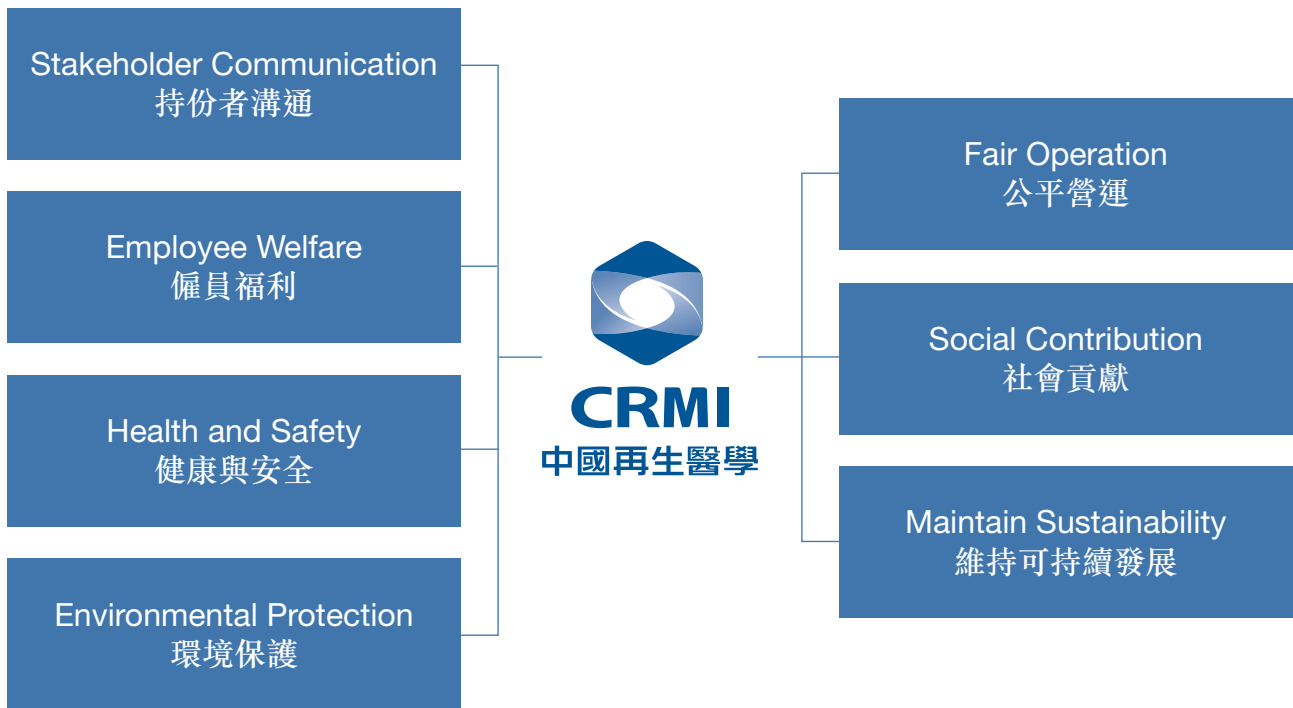 Stakeholder Communication
持份者溝通
Employee Welfare
僱員福利
Health and Safety
健康與安全
Environmental Protection
環境保護
CRMI
中國再生醫學
Fair Operation
公平營運
Social Contribution
社會貢獻
Maintain Sustainability
維持可持續發展